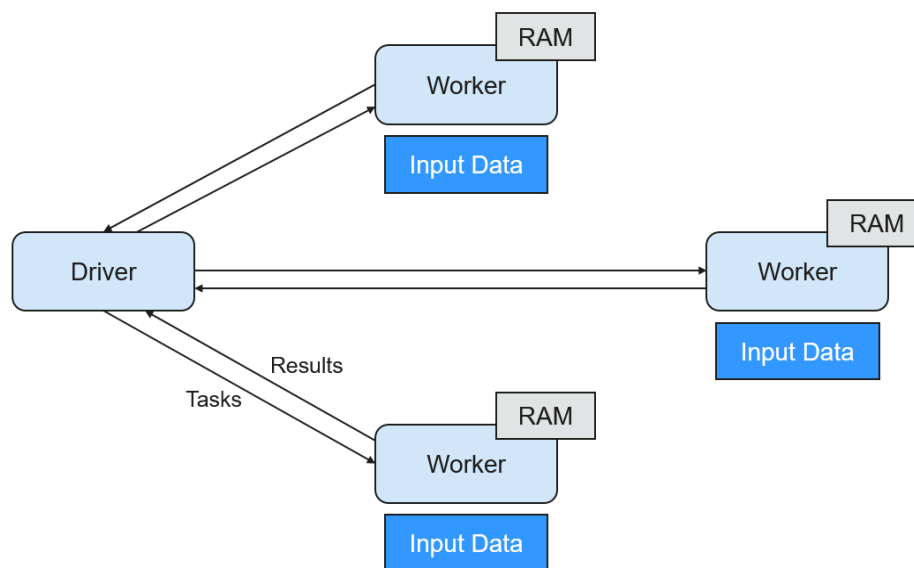 RAM
Worker
Input Data
RAM
Driver
Worker
Input Data
Results
Tasks
RAM
Worker
Input Data